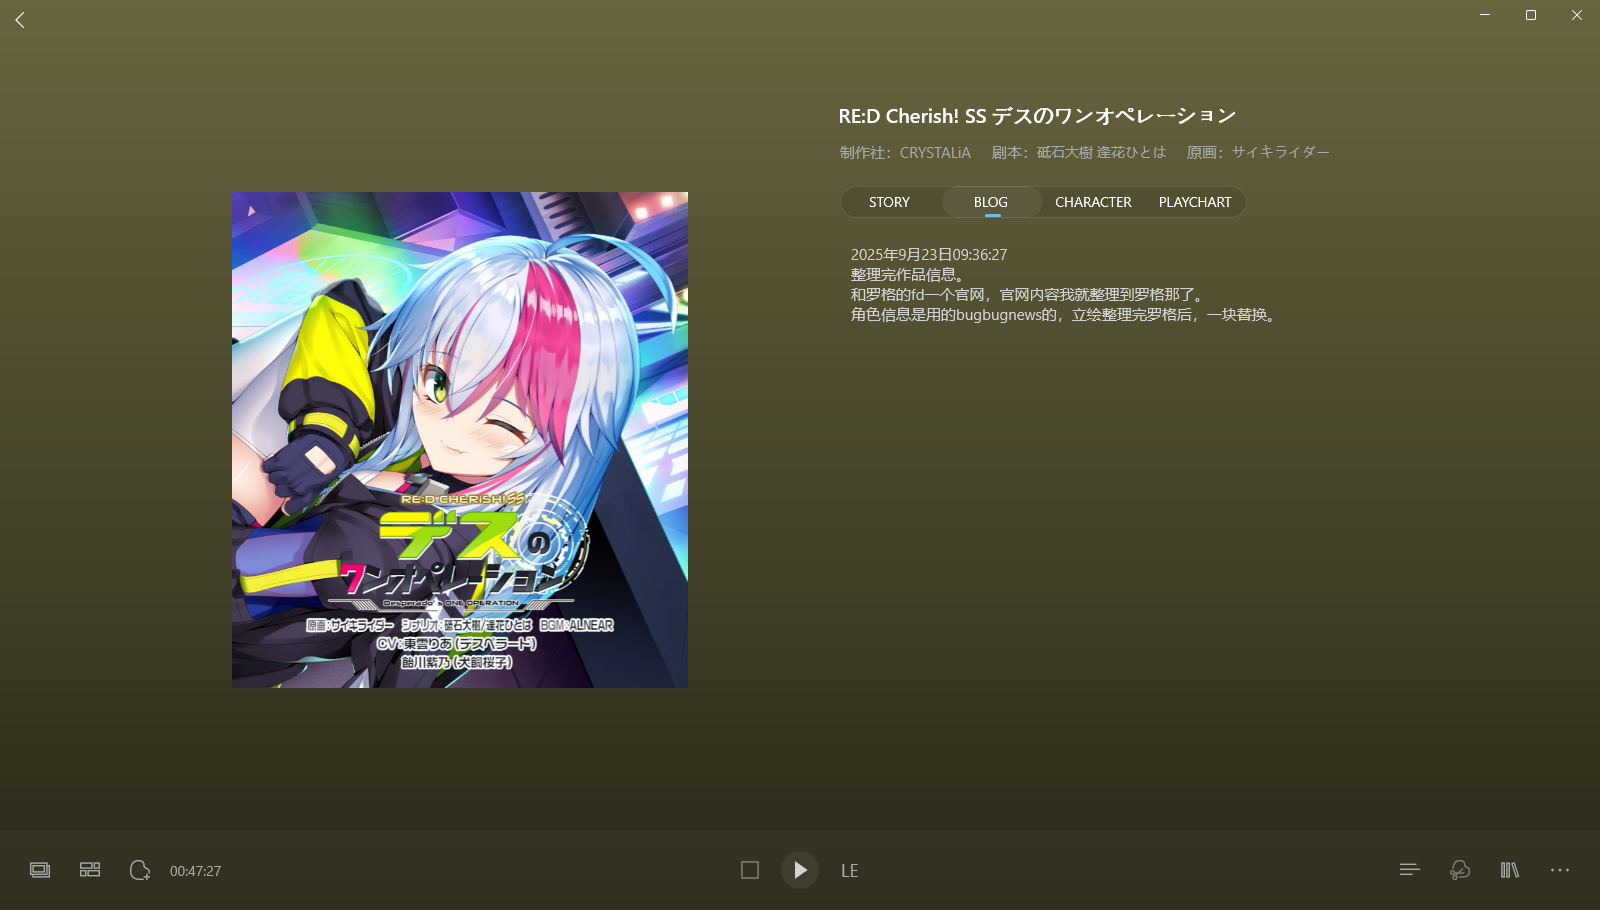 RE:D Cherish! SS デスのワンオペレーション
制作社：CRYSTALiA 剧本：砥石大樹 逢花ひとは 原画：サイキライダー
STORY BLOG CHARACTER PLAYCHART
2025年9月23日09:36:27
整理完作品信息。
和罗格的fd一个官网，官网内容我就整理到罗格那了。
角色信息是用的bugbugnews的，立绘整理完罗格后，一块替换。
RE:D CHERiSH! SS
デスの
ワンオペレーション
Desperado's ONE OPERATION
原画:サイキライダー シナリオ:砥石大樹/逢花ひとは BGM:ALNEAR
CV:東雲りあ(デスペラード)
飴川紫乃(犬飼桜子)
00:47:27
LE